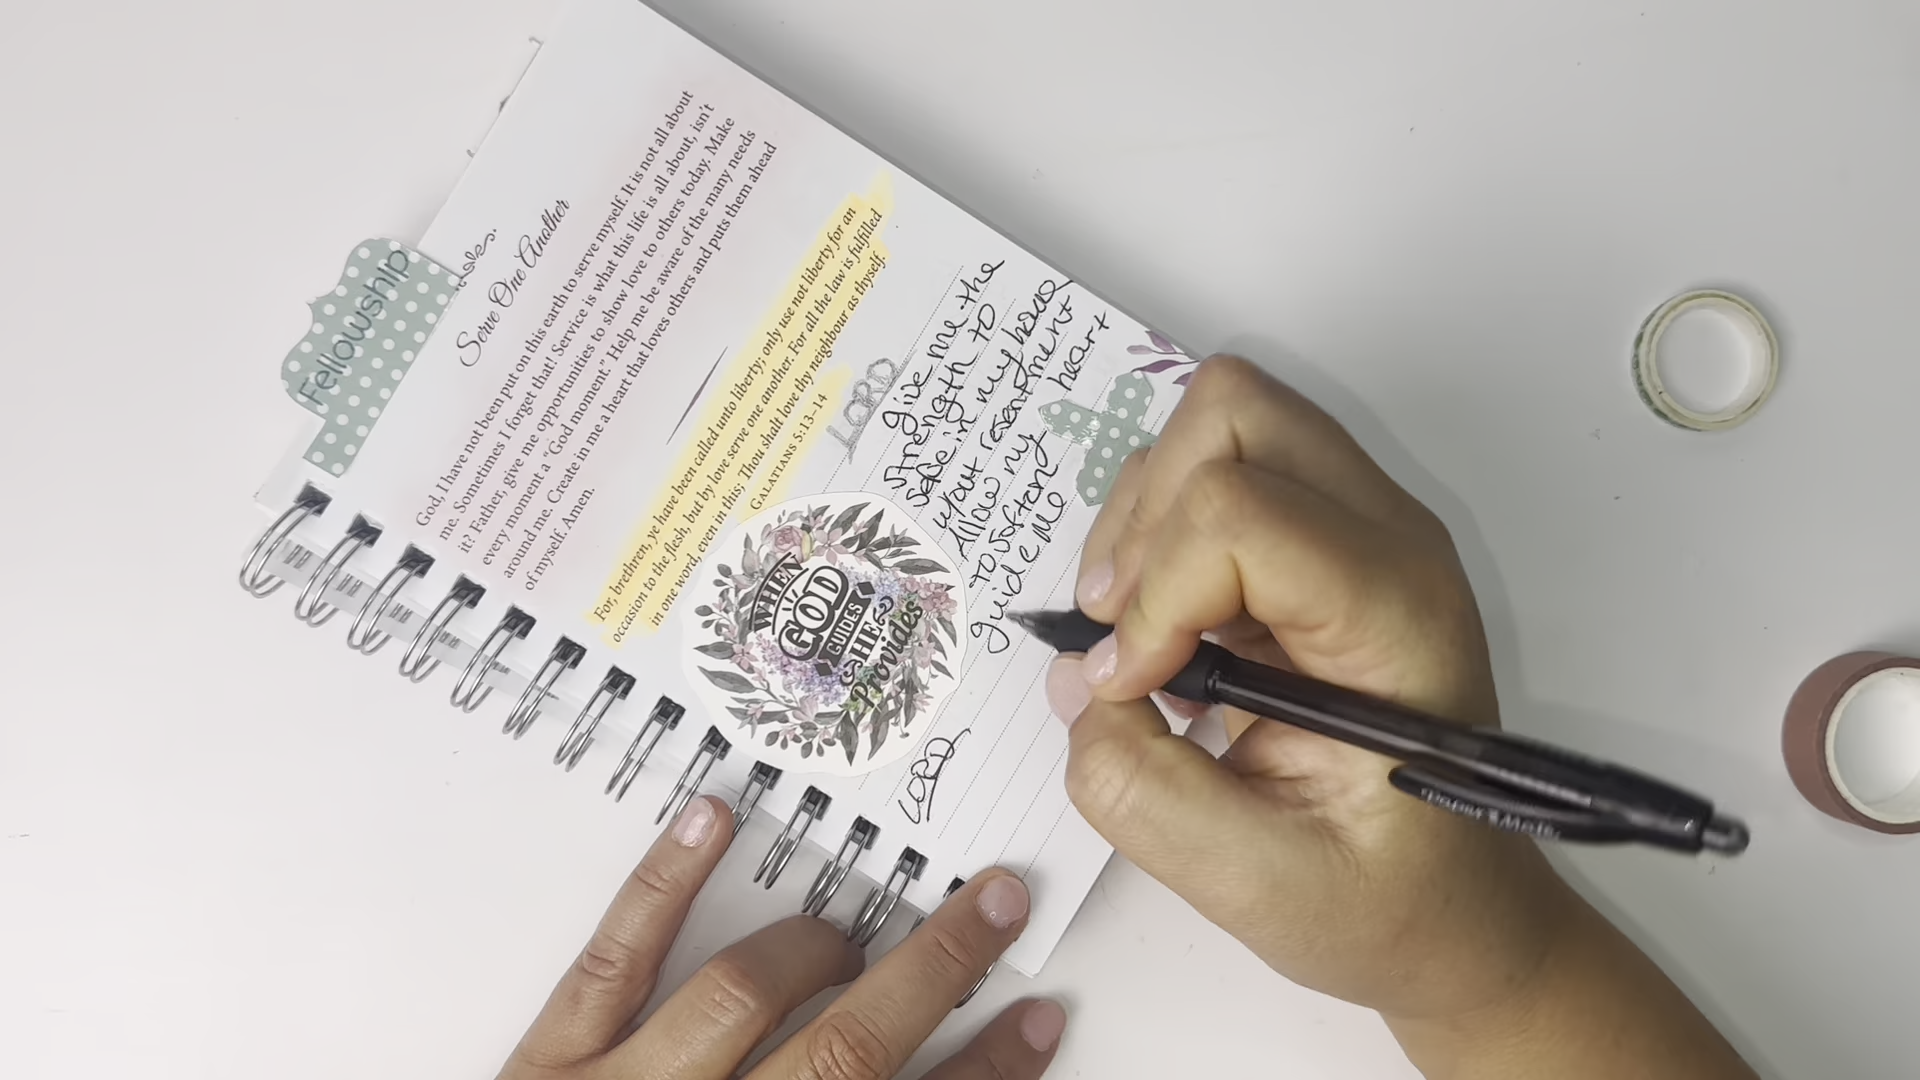 Fellowship
Serve One Another
God, I have not been put on this earth to serve myself. It is not all about
me. Sometimes I forget that! Service is what this life is all about, isn't
it? Father, give me opportunities to show love to others today. Make
every moment a "God moment." Help me be aware of the many needs
around me. Create in me a heart that loves others and puts them ahead
of myself. Amen.
For, brethren, ye have been called unto liberty; only use not liberty for an
occasion to the flesh, but by love serve one another. For all the law is fulfilled
in one word, even in this; Thou shalt love thy neighbour as thyself.
GALATIANS 5:13–14
LORD
WHEN
GOD
GUIDES
HE
Provides
LORD,
give me the
strength to
serve in my home
w/out resentment
Allow my heart
to soften
guide me